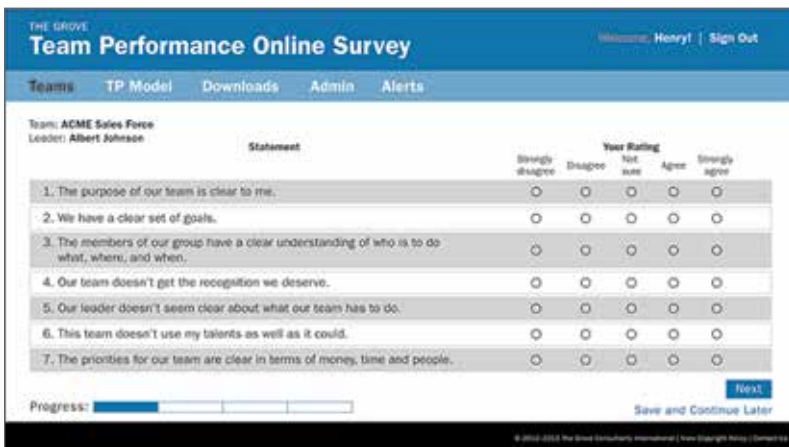 THE GROVE
Team Performance Online Survey
Welcome, Henry! | Sign Out
Teams TP Model Downloads Admin Alerts
Team: ACME Sales Force
Leader: Albert Johnson
Statement
Your Rating
Strongly disagree Disagree Not sure Agree Strongly agree
1. The purpose of our team is clear to me.
2. We have a clear set of goals.
3. The members of our group have a clear understanding of who is to do
what, where, and when.
4. Our team doesn't get the recognition we deserve.
5. Our leader doesn't seem clear about what our team has to do.
6. This team doesn't use my talents as well as it could.
7. The priorities for our team are clear in terms of money, time and people.
Next
Progress:
Save and Continue Later
The Grove Consultants International |